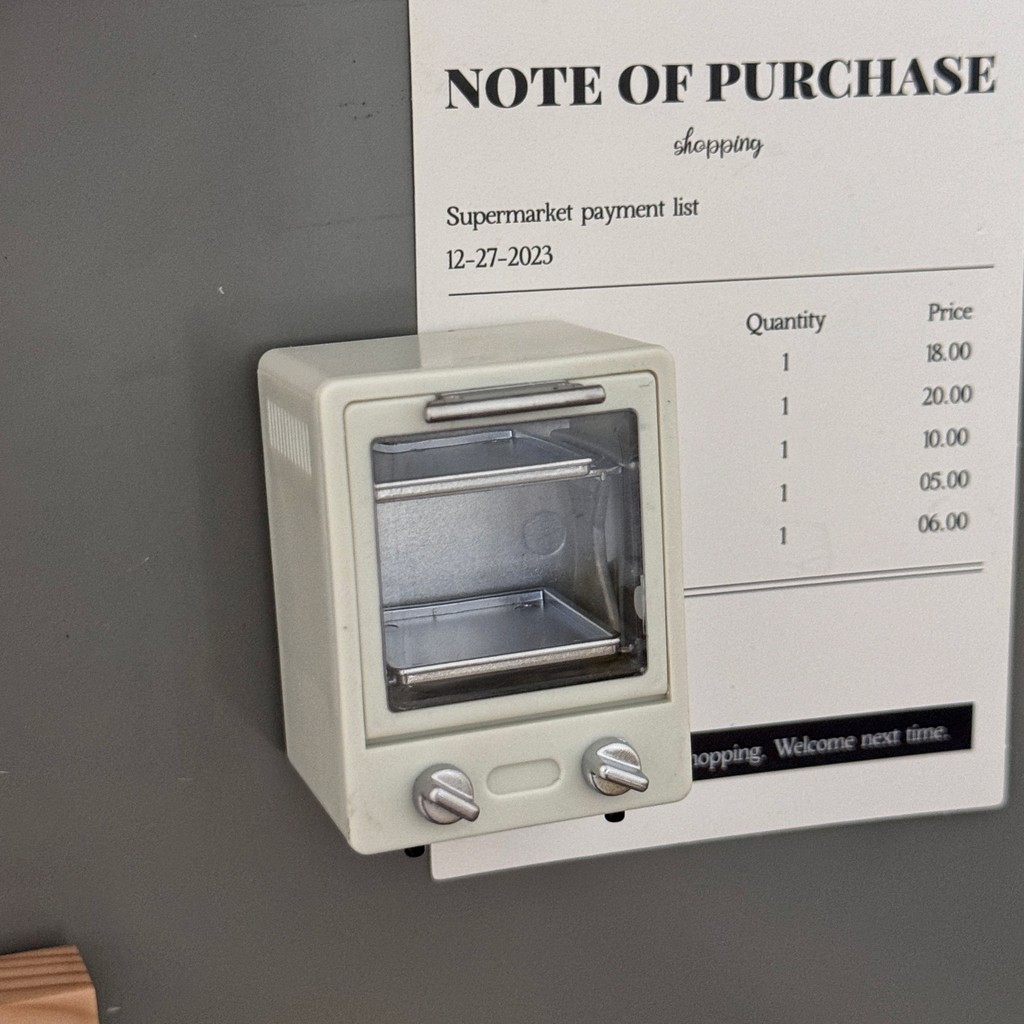 NOTE OF PURCHASE
shopping
Supermarket payment list
12-27-2023
Quantity Price
1 18.00
1 20.00
1 10.00
1 05.00
1 06.00
hopping. Welcome next time.